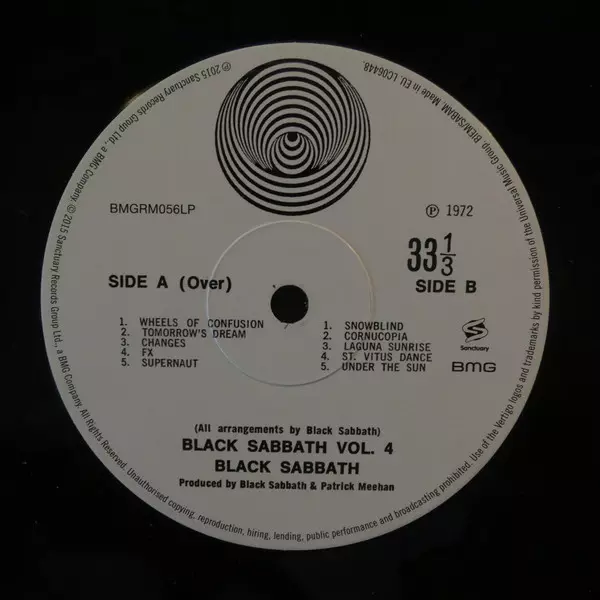 ℗ 2015 Sanctuary Records Group Ltd., a BMG Company. © 2015 Sanctuary Records Group Ltd., a BMG Company. All Rights Reserved. Unauthorised copying, reproduction, hiring, lending, public performance and broadcasting prohibited. Use of the Vertigo logos and trademarks by kind permission of the Universal Music Group BIEM/SABAM Made in EU. LC06448.
BMGRM056LP
℗ 1972
33 1/3
SIDE A (Over)
SIDE B
1. WHEELS OF CONFUSION
2. TOMORROW'S DREAM
3. CHANGES
4. FX
5. SUPERNAUT
1. SNOWBLIND
2. CORNUCOPIA
3. LAGUNA SUNRISE
4. ST. VITUS DANCE
5. UNDER THE SUN
Sanctuary
BMG
(All arrangements by Black Sabbath)
BLACK SABBATH VOL. 4
BLACK SABBATH
Produced by Black Sabbath & Patrick Meehan